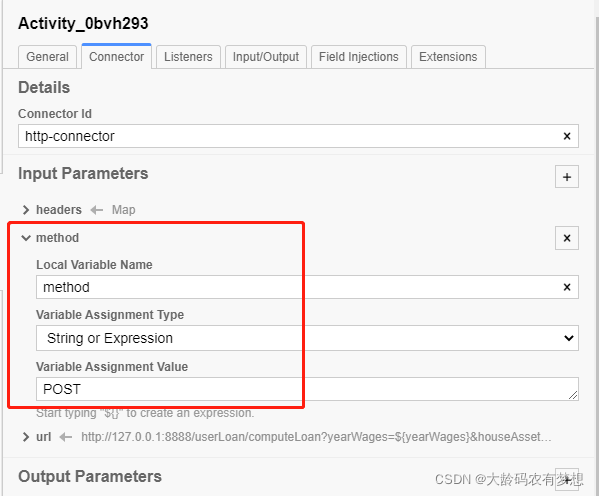 Activity_0bvh293
General Connector Listeners Input/Output Field Injections Extensions
Details
Connector Id
http-connector
Input Parameters
headers Map
method
Local Variable Name
method
Variable Assignment Type
String or Expression
Variable Assignment Value
POST
Start typing "${}" to create an expression.
url http://127.0.0.1:8888/userLoan/computeLoan?yearWages=${yearWages}&houseAsset...
Output Parameters
CSDN @大龄码农有梦想